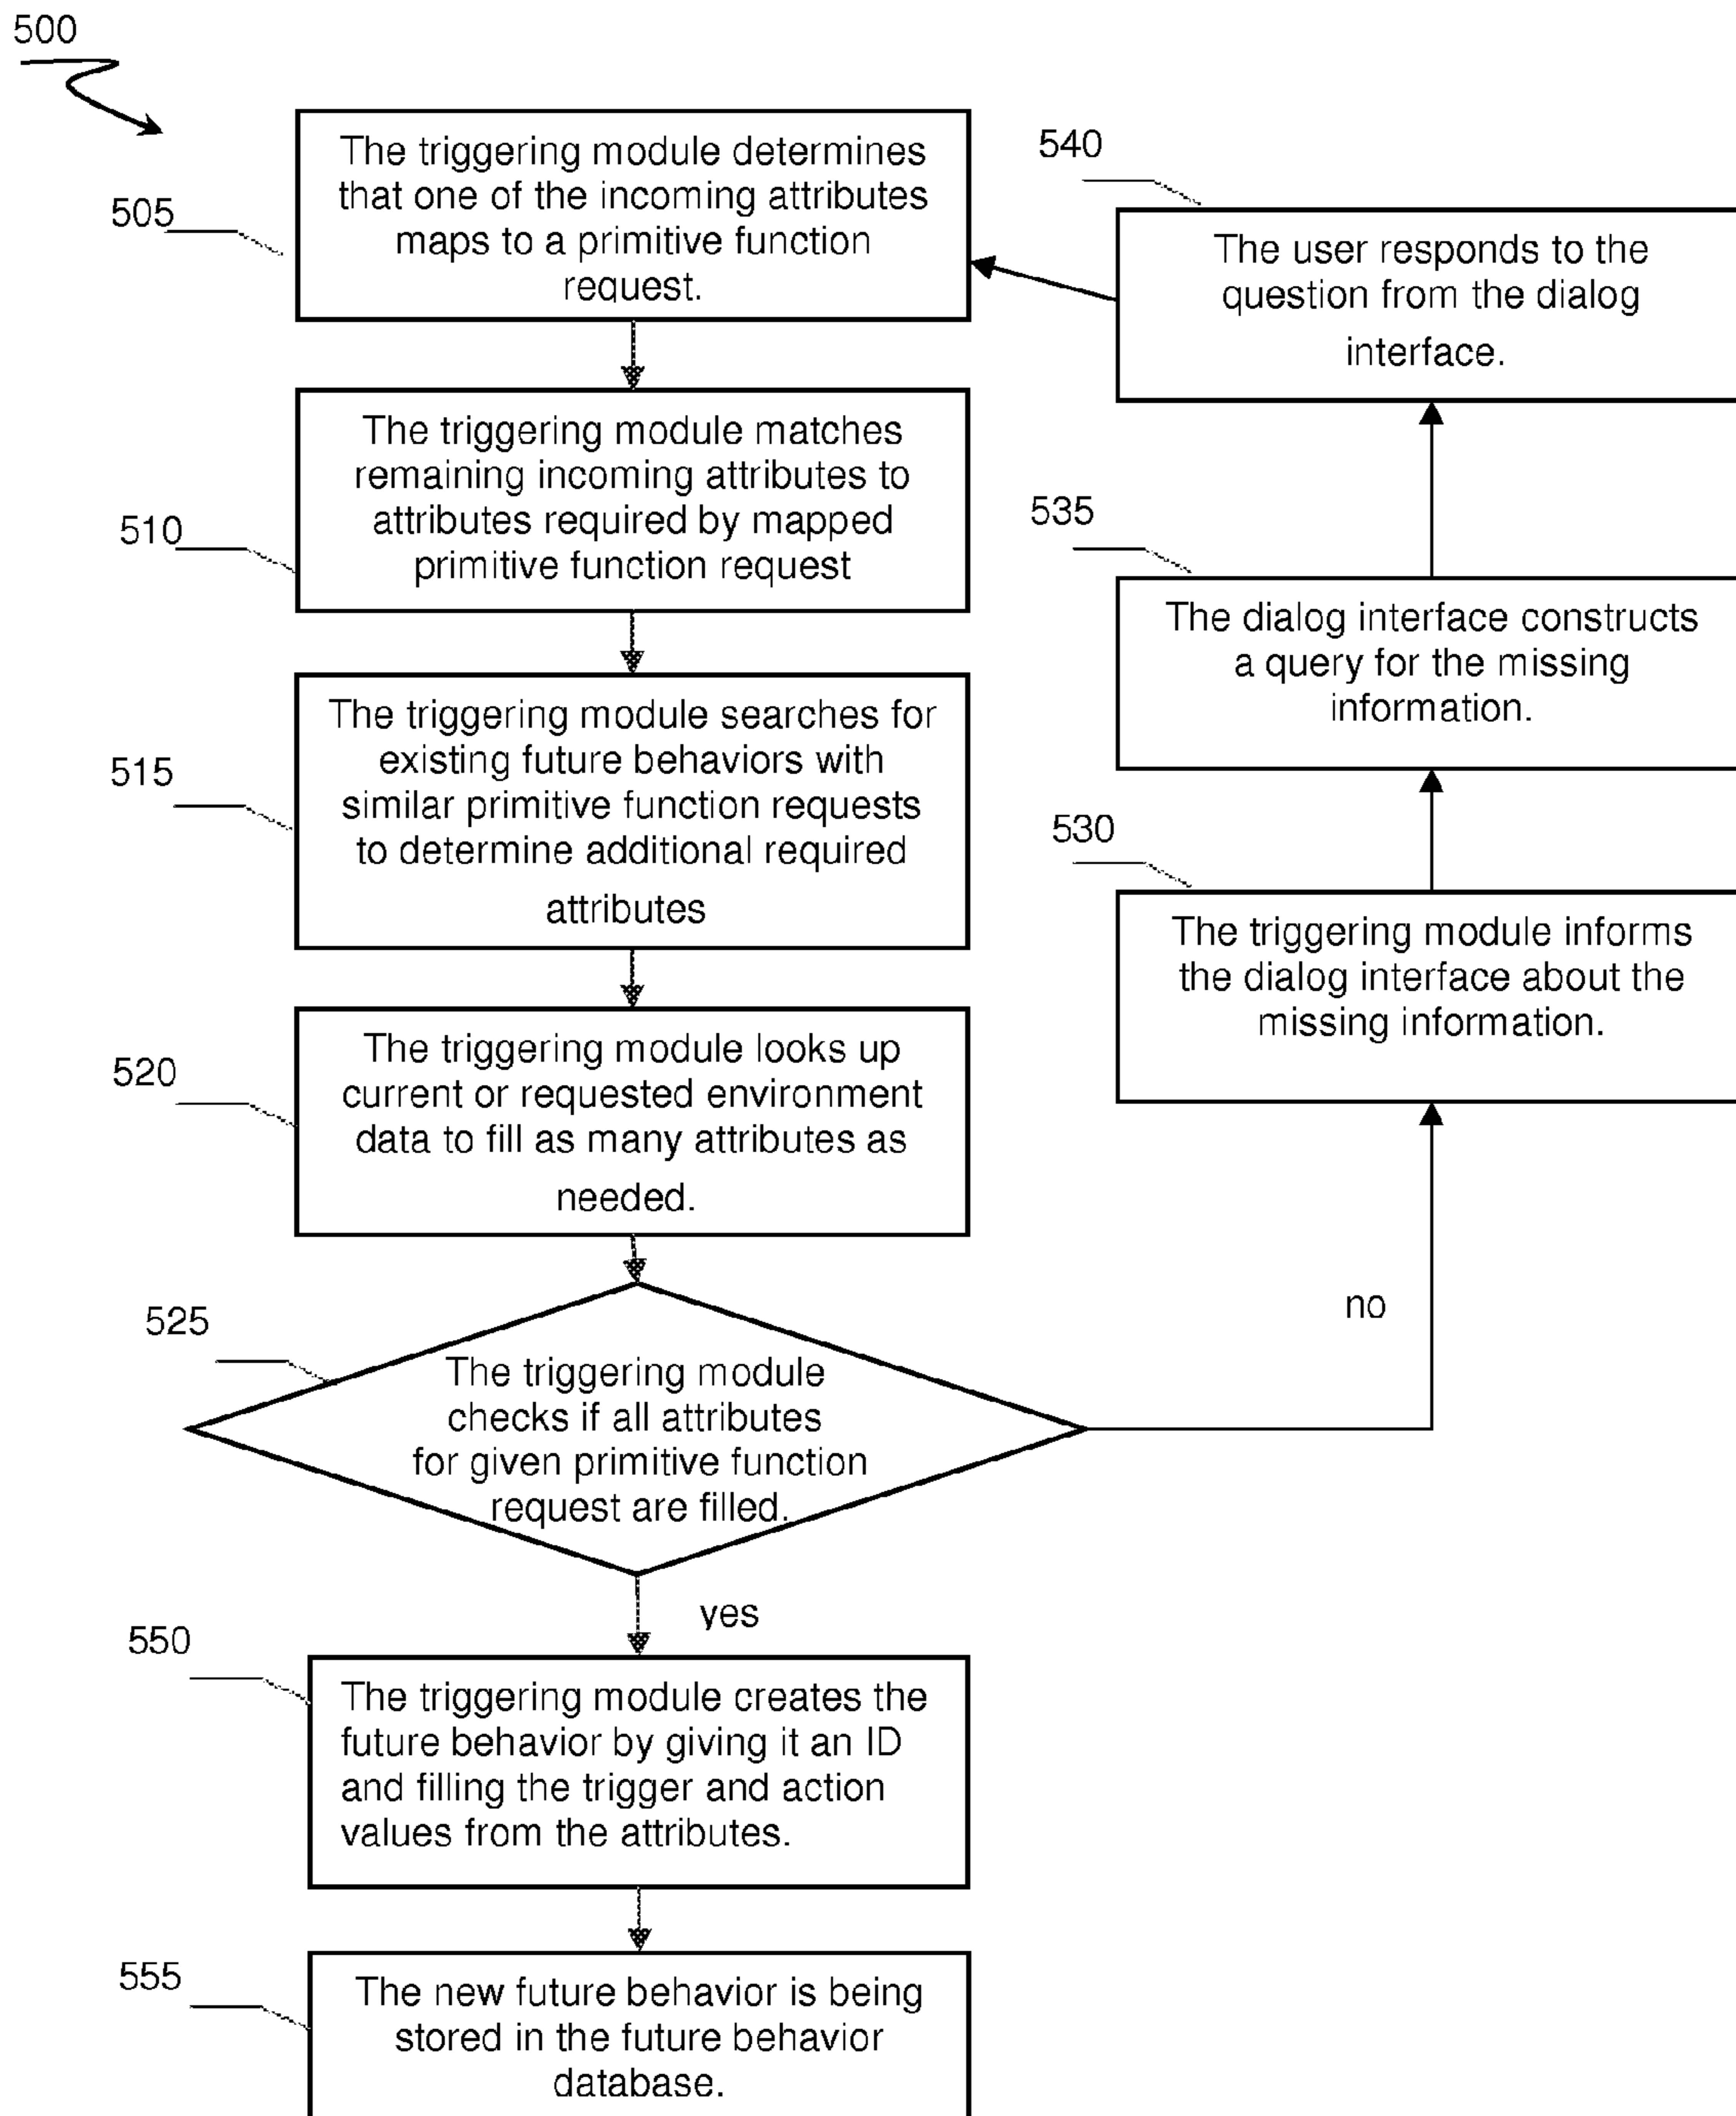 500
505
The triggering module determines
that one of the incoming attributes
maps to a primitive function
request.
510
The triggering module matches
remaining incoming attributes to
attributes required by mapped
primitive function request
515
The triggering module searches for
existing future behaviors with
similar primitive function requests
to determine additional required
attributes
520
The triggering module looks up
current or requested environment
data to fill as many attributes as
needed.
525
The triggering module
checks if all attributes
for given primitive function
request are filled.
no
530
The triggering module informs
the dialog interface about the
missing information.
535
The dialog interface constructs
a query for the missing
information.
540
The user responds to the
question from the dialog
interface.
yes
550
The triggering module creates the
future behavior by giving it an ID
and filling the trigger and action
values from the attributes.
555
The new future behavior is being
stored in the future behavior
database.